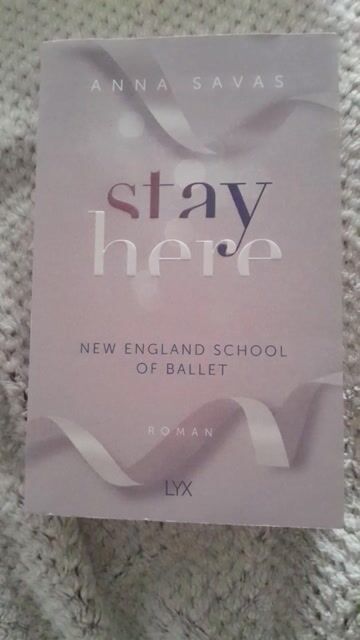 ANNA SAVAS
stay
here
NEW ENGLAND SCHOOL
OF BALLET
ROMAN
LYX